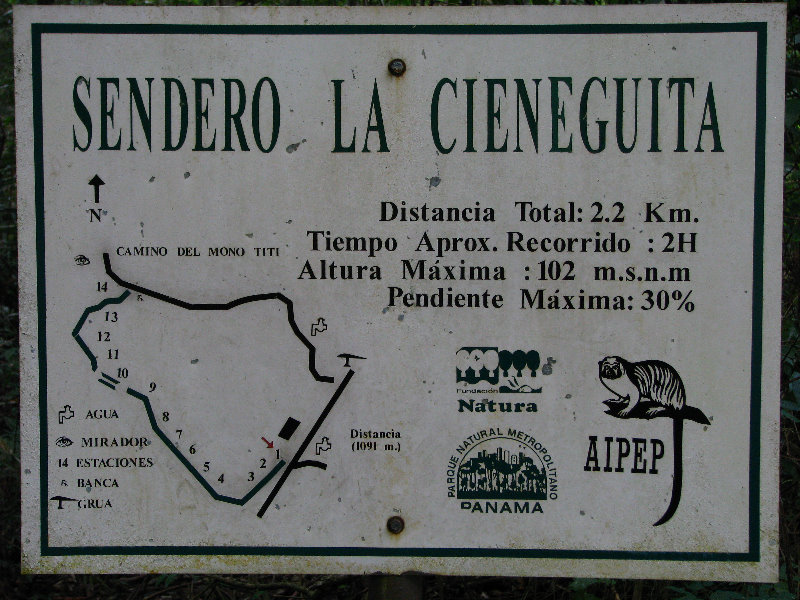 SENDERO LA CIENEGUITA
N
Distancia Total: 2.2 Km.
Tiempo Aprox. Recorrido : 2H
Altura Máxima : 102 m.s.n.m
Pendiente Máxima: 30%
CAMINO DEL MONO TITI
14
13
12
11
10
9
8
7
6
5
4
3
2
1
Distancia
(1091 m.)
AGUA
MIRADOR
14 ESTACIONES
BANCA
GRUA
Fundación
Natura
PARQUE NATURAL METROPOLITANO
PANAMA
AIPEP